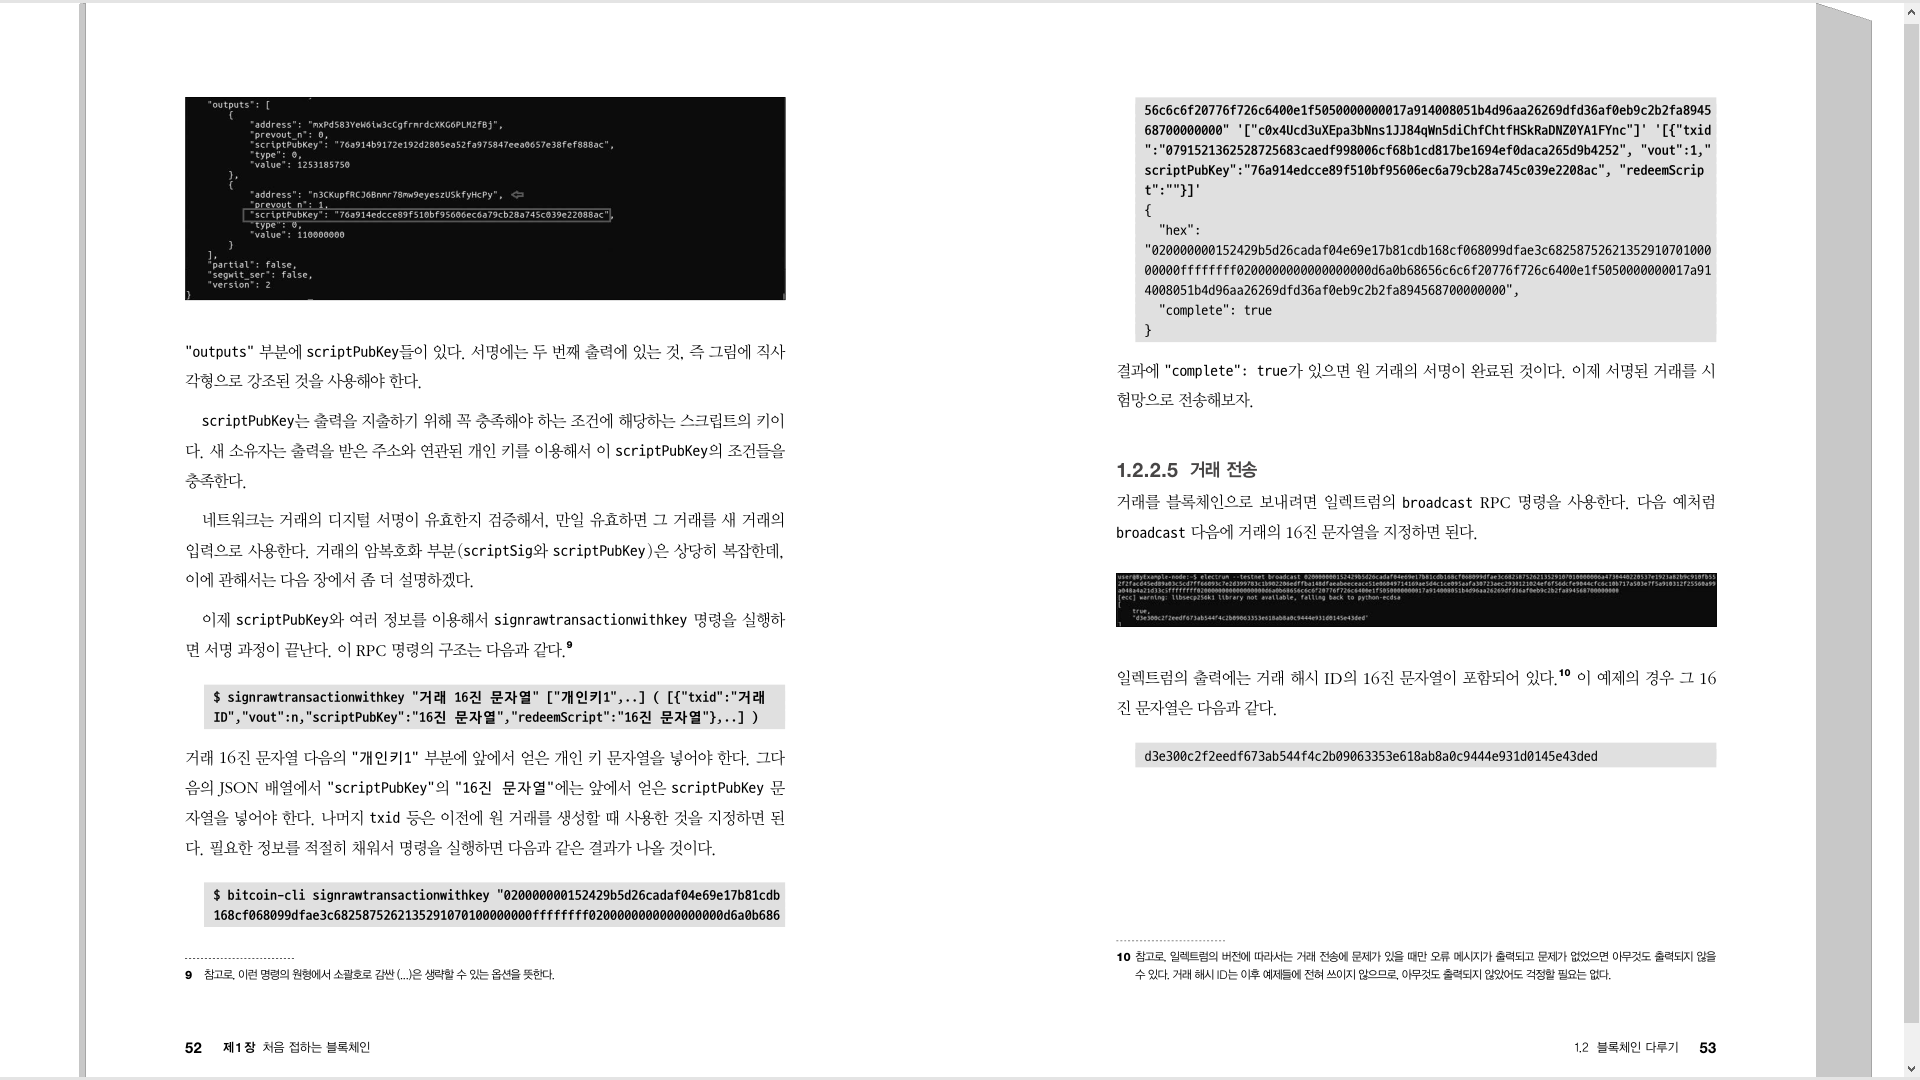 "outputs": [
{
"address": "mxPd583YeW6iw3cCgfrmrdcXKG6PLM2fBj",
"prevout_n": 0,
"scriptPubKey": "76a914b9172e192d2805ea52fa975847eea0657e38fef888ac",
"type": 0,
"value": 1253185750
},
{
"address": "n3CKupfRCJ6Bnmr78mw9eyeszUSkfyHcPy",
"prevout_n": 1,
"scriptPubKey": "76a914edcce89f510bf95606ec6a79cb28a745c039e22088ac",
"type": 0,
"value": 110000000
}
],
"partial": false,
"segwit_ser": false,
"version": 2
}
"outputs" 부분에 scriptPubKey들이 있다. 서명에는 두 번째 출력에 있는 것, 즉 그림에 직사
각형으로 강조된 것을 사용해야 한다.
scriptPubKey는 출력을 지출하기 위해 꼭 충족해야 하는 조건에 해당하는 스크립트의 키이
다. 새 소유자는 출력을 받은 주소와 연관된 개인 키를 이용해서 이 scriptPubKey의 조건들을
충족한다.
네트워크는 거래의 디지털 서명이 유효한지 검증해서, 만일 유효하면 그 거래를 새 거래의
입력으로 사용한다. 거래의 암복호화 부분(scriptSig와 scriptPubKey)은 상당히 복잡한데,
이에 관해서는 다음 장에서 좀 더 설명하겠다.
이제 scriptPubKey와 여러 정보를 이용해서 signrawtransactionwithkey 명령을 실행하
면 서명 과정이 끝난다. 이 RPC 명령의 구조는 다음과 같다.9
$ signrawtransactionwithkey "거래 16진 문자열" ["개인키1",..] ( [{"txid":"거래
ID","vout":n,"scriptPubKey":"16진 문자열","redeemScript":"16진 문자열"},..] )
거래 16진 문자열 다음의 "개인키1" 부분에 앞에서 얻은 개인 키 문자열을 넣어야 한다. 그다
음의 JSON 배열에서 "scriptPubKey"의 "16진 문자열"에는 앞에서 얻은 scriptPubKey 문
자열을 넣어야 한다. 나머지 txid 등은 이전에 원 거래를 생성할 때 사용한 것을 지정하면 된
다. 필요한 정보를 적절히 채워서 명령을 실행하면 다음과 같은 결과가 나올 것이다.
$ bitcoin-cli signrawtransactionwithkey "020000000152429b5d26cadaf04e69e17b81cdb
168cf068099dfae3c6825875262135291070100000000ffffffff0200000000000000000d6a0b686
9 참고로, 이런 명령의 원형에서 소괄호로 감싼 (...)은 생략할 수 있는 옵션을 뜻한다.
52 제1장 처음 접하는 블록체인
56c6c6f20776f726c6400e1f5050000000017a914008051b4d96aa26269dfd36af0eb9c2b2fa8945
68700000000" '["c0x4Ucd3uXEpa3bNns1JJ84qWn5diChfChtfHSkRaDNZ0YA1FYnc"]' '[{"txid
":"0791521362528725683caedf998006cf68b1cd817be1694ef0daca265d9b4252", "vout":1,"
scriptPubKey":"76a914edcce89f510bf95606ec6a79cb28a745c039e2208ac", "redeemScrip
t":""}]'
{
"hex":
"020000000152429b5d26cadaf04e69e17b81cdb168cf068099dfae3c68258752621352910701000
00000ffffffff0200000000000000000d6a0b68656c6c6f20776f726c6400e1f5050000000017a91
4008051b4d96aa26269dfd36af0eb9c2b2fa894568700000000",
"complete": true
}
결과에 "complete": true가 있으면 원 거래의 서명이 완료된 것이다. 이제 서명된 거래를 시
험망으로 전송해보자.
1.2.2.5 거래 전송
거래를 블록체인으로 보내려면 일렉트럼의 broadcast RPC 명령을 사용한다. 다음 예처럼
broadcast 다음에 거래의 16진 문자열을 지정하면 된다.
user@ByExample-node:~$ electrum --testnet broadcast
[ecc] warning: libsecp256k1 library not available, falling back to python-ecdsa
[
true,
"d3e300c2f2eedf673ab544f4c2b09063353e618ab8a0c9444e931d0145e43ded"
]
일렉트럼의 출력에는 거래 해시 ID의 16진 문자열이 포함되어 있다.10 이 예제의 경우 그 16
진 문자열은 다음과 같다.
d3e300c2f2eedf673ab544f4c2b09063353e618ab8a0c9444e931d0145e43ded
10 참고로, 일렉트럼의 버전에 따라서는 거래 전송에 문제가 있을 때만 오류 메시지가 출력되고 문제가 없었으면 아무것도 출력되지 않을
수 있다. 거래 해시 ID는 이후 예제들에 전혀 쓰이지 않으므로, 아무것도 출력되지 않았어도 걱정할 필요는 없다.
1.2 블록체인 다루기 53